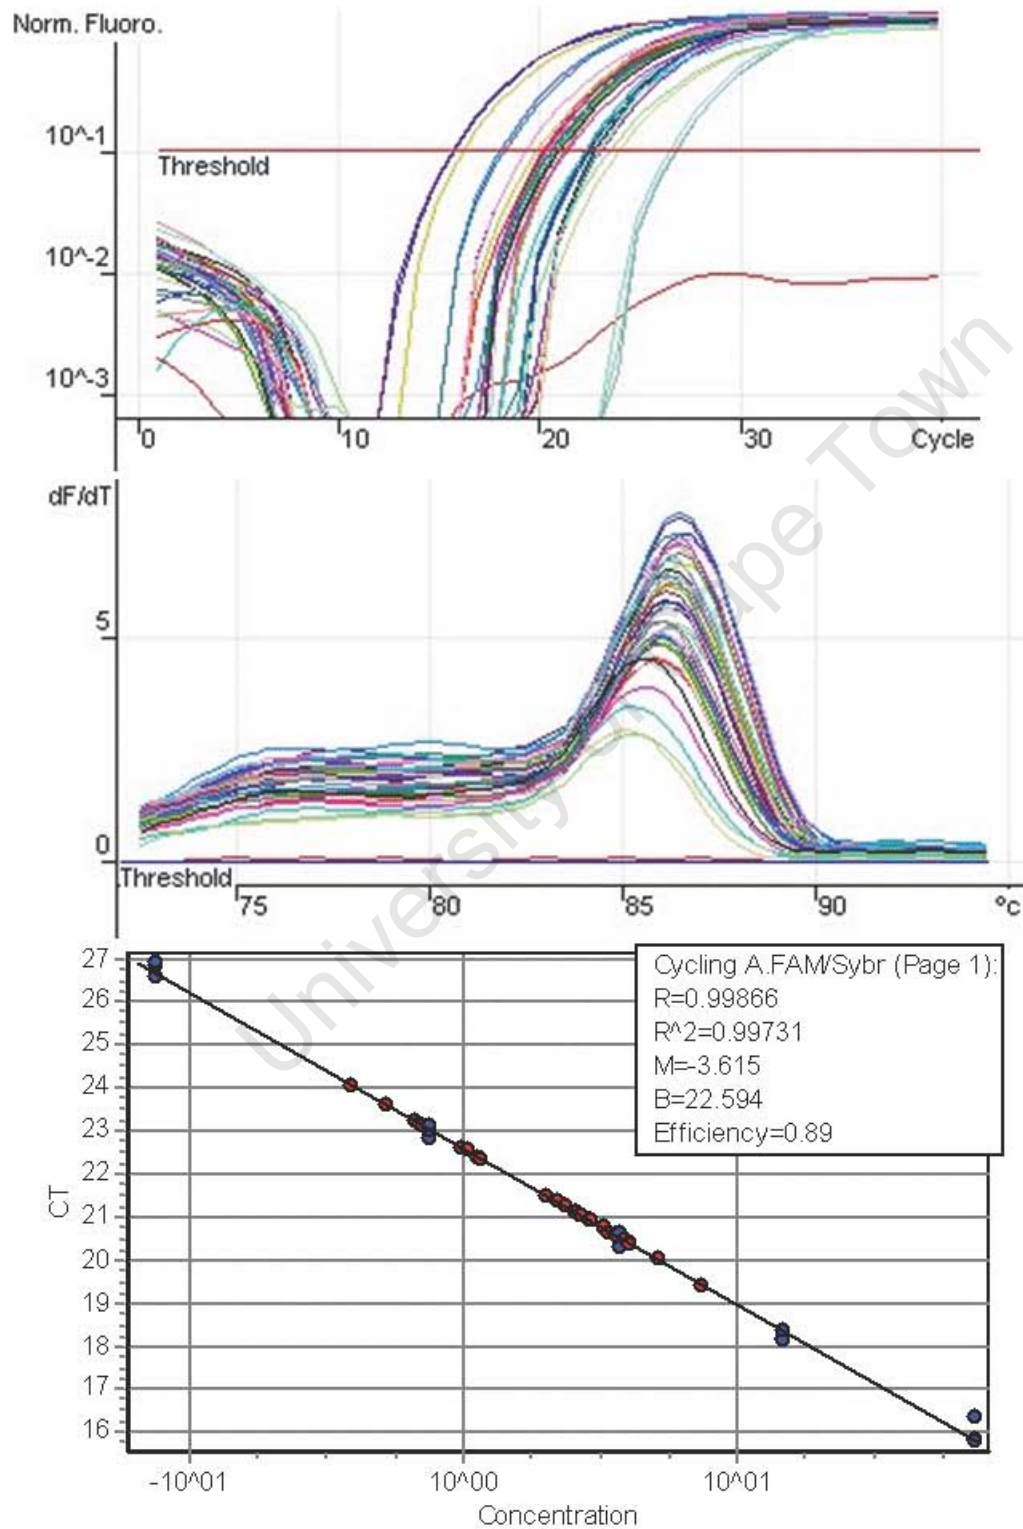 Norm. Fluoro.
10^-1
Threshold
10^-2
10^-3
0 10 20 30 Cycle
dF/dT
5
0
Threshold
75 80 85 90 °c
University of Cape Town
27
26
25
24
23
22
21
20
19
18
17
16
CT
Cycling A.FAM/Sybr (Page 1):
R=0.99866
R^2=0.99731
M=-3.615
B=22.594
Efficiency=0.89
-10^01 10^00 10^01
Concentration